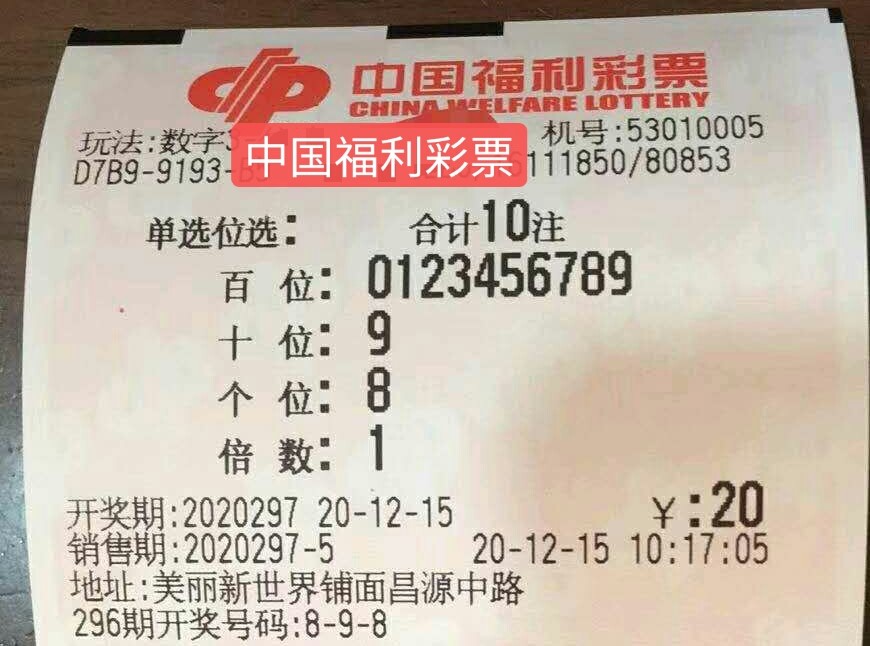 中国福利彩票
CHINA WELFARE LOTTERY
玩法:数字3 机号:53010005
中国福利彩票
D7B9-9193- 6111850/80853
单选位选: 合计10注
百 位: 0123456789
十 位: 9
个 位: 8
倍 数: 1
开奖期:2020297 20-12-15 ￥:20
销售期:2020297-5 20-12-15 10:17:05
地址:美丽新世界铺面昌源中路
296期开奖号码:8-9-8